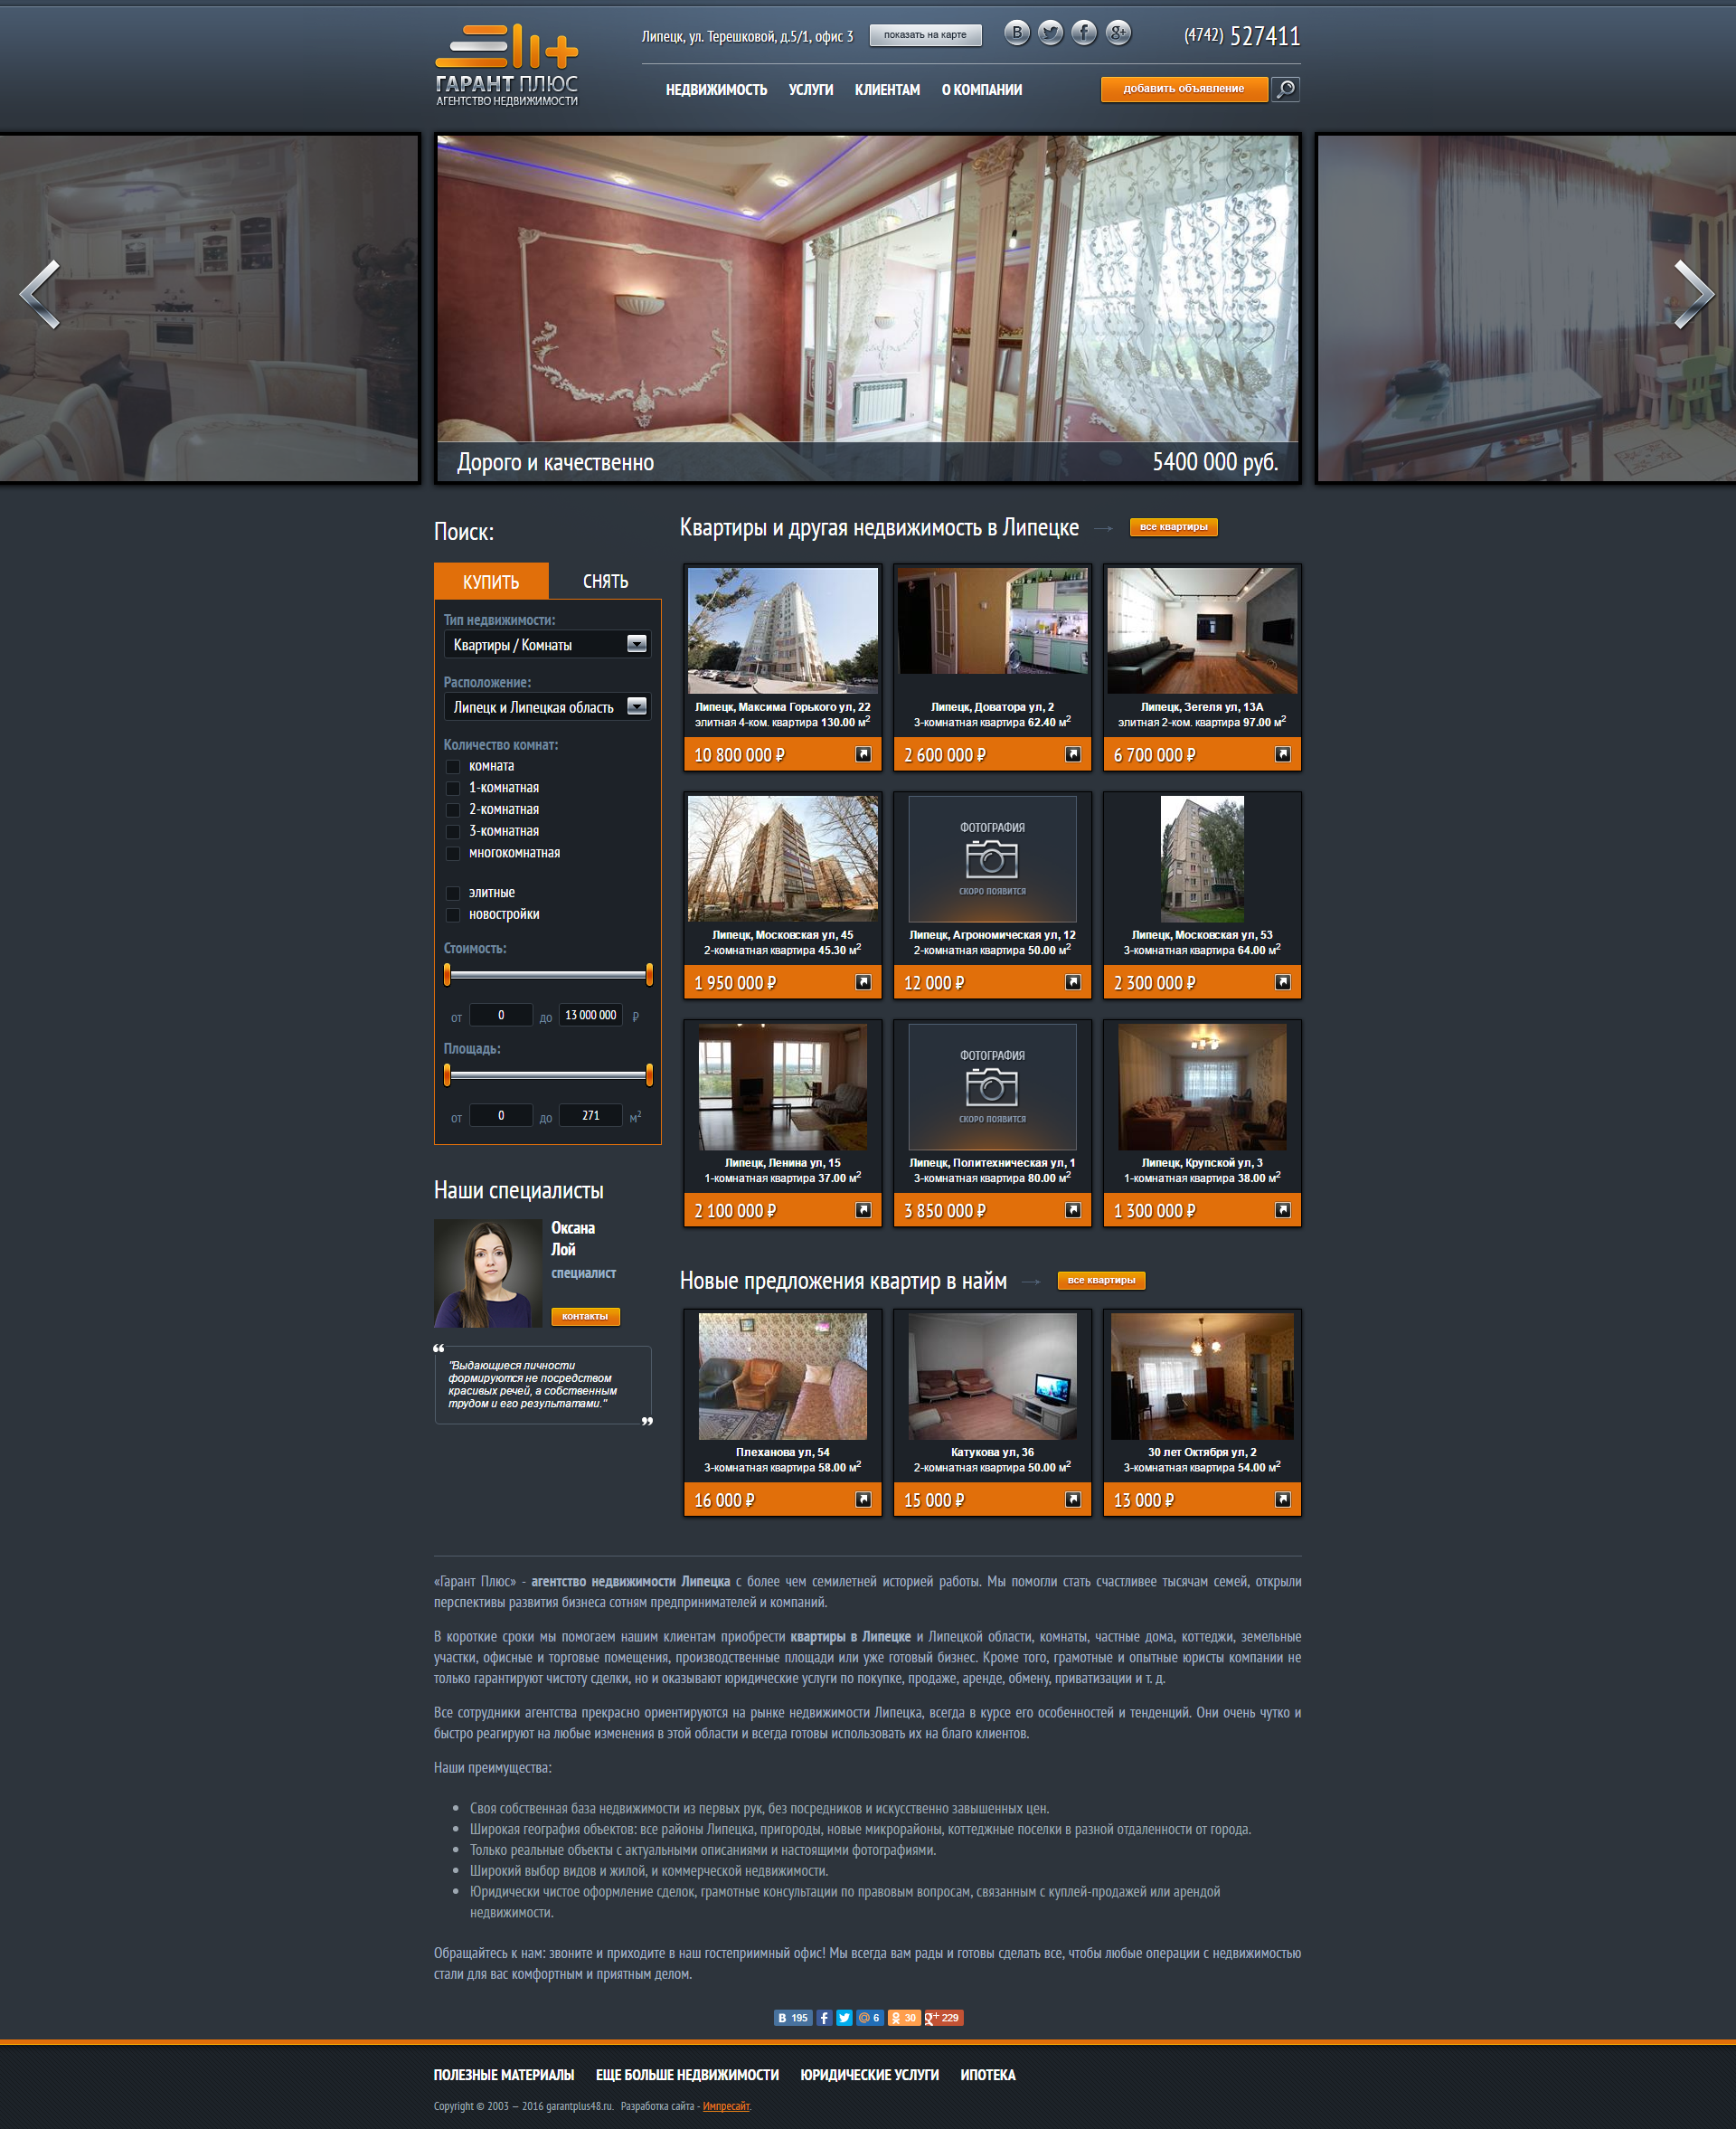 ГАРАНТ ПЛЮС
АГЕНТСТВО НЕДВИЖИМОСТИ
Липецк, ул. Терешковой, д.5/1, офис 3
показать на карте
(4742) 527411
НЕДВИЖИМОСТЬ УСЛУГИ КЛИЕНТАМ О КОМПАНИИ
добавить объявление
Дорого и качественно 5400 000 руб.
Поиск:
КУПИТЬ СНЯТЬ
Тип недвижимости:
Квартиры / Комнаты
Расположение:
Липецк и Липецкая область
Количество комнат:
комната
1-комнатная
2-комнатная
3-комнатная
многокомнатная
элитные
новостройки
Стоимость:
от 0 до 13 000 000 ₽
Площадь:
от 0 до 271 м²
Наши специалисты
Оксана
Лой
специалист
контакты
"Выдающиеся личности
формируются не посредством
красивых речей, а собственным
трудом и его результатами."
Квартиры и другая недвижимость в Липецке → все квартиры
Липецк, Максима Горького ул, 22
элитная 4-ком. квартира 130.00 м²
10 800 000 ₽
Липецк, Доватора ул, 2
3-комнатная квартира 62.40 м²
2 600 000 ₽
Липецк, Зегеля ул, 13А
элитная 2-ком. квартира 97.00 м²
6 700 000 ₽
Липецк, Московская ул, 45
2-комнатная квартира 45.30 м²
1 950 000 ₽
ФОТОГРАФИЯ
СКОРО ПОЯВИТСЯ
Липецк, Агрономическая ул, 12
2-комнатная квартира 50.00 м²
12 000 ₽
Липецк, Московская ул, 53
3-комнатная квартира 64.00 м²
2 300 000 ₽
Липецк, Ленина ул, 15
1-комнатная квартира 37.00 м²
2 100 000 ₽
ФОТОГРАФИЯ
СКОРО ПОЯВИТСЯ
Липецк, Политехническая ул, 1
3-комнатная квартира 80.00 м²
3 850 000 ₽
Липецк, Крупской ул, 3
1-комнатная квартира 38.00 м²
1 300 000 ₽
Новые предложения квартир в найм → все квартиры
Плеханова ул, 54
3-комнатная квартира 58.00 м²
16 000 ₽
Катукова ул, 36
2-комнатная квартира 50.00 м²
15 000 ₽
30 лет Октября ул, 2
3-комнатная квартира 54.00 м²
13 000 ₽
«Гарант Плюс» - агентство недвижимости Липецка с более чем семилетней историей работы. Мы помогли стать счастливее тысячам семей, открыли
перспективы развития бизнеса сотням предпринимателей и компаний.
В короткие сроки мы помогаем нашим клиентам приобрести квартиры в Липецке и Липецкой области, комнаты, частные дома, коттеджи, земельные
участки, офисные и торговые помещения, производственные площади или уже готовый бизнес. Кроме того, грамотные и опытные юристы компании не
только гарантируют чистоту сделки, но и оказывают юридические услуги по покупке, продаже, аренде, обмену, приватизации и т. д.
Все сотрудники агентства прекрасно ориентируются на рынке недвижимости Липецка, всегда в курсе его особенностей и тенденций. Они очень чутко и
быстро реагируют на любые изменения в этой области и всегда готовы использовать их на благо клиентов.
Наши преимущества:
• Своя собственная база недвижимости из первых рук, без посредников и искусственно завышенных цен.
• Широкая география объектов: все районы Липецка, пригороды, новые микрорайоны, коттеджные поселки в разной отдаленности от города.
• Только реальные объекты с актуальными описаниями и настоящими фотографиями.
• Широкий выбор видов и жилой, и коммерческой недвижимости.
• Юридически чистое оформление сделок, грамотные консультации по правовым вопросам, связанным с куплей-продажей или арендой
недвижимости.
Обращайтесь к нам: звоните и приходите в наш гостеприимный офис! Мы всегда вам рады и готовы сделать все, чтобы любые операции с недвижимостью
стали для вас комфортным и приятным делом.
195 6 30 229
ПОЛЕЗНЫЕ МАТЕРИАЛЫ ЕЩЕ БОЛЬШЕ НЕДВИЖИМОСТИ ЮРИДИЧЕСКИЕ УСЛУГИ ИПОТЕКА
Copyright © 2003 — 2016 garantplus48.ru. Разработка сайта - Импресайт.